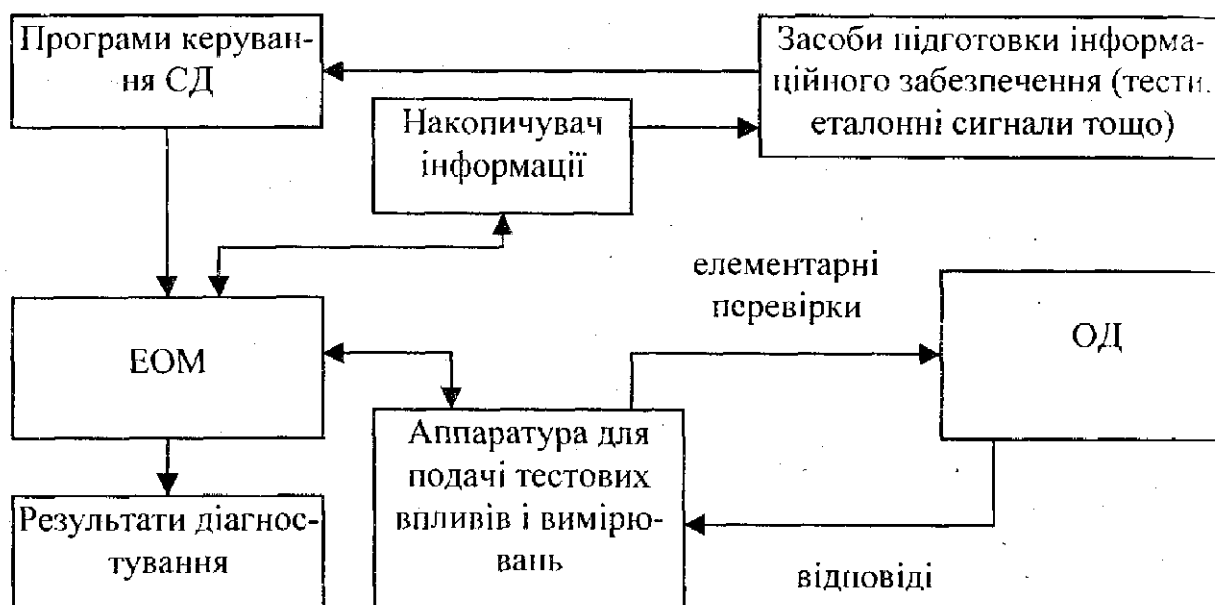 Програми керуван-
ня СД
Засоби підготовки інформа-
ційного забезпечення (тести.
еталонні сигнали тощо)
Накопичувач
інформації
елементарні
перевірки
ЕОМ
ОД
Аппаратура для
подачі тестових
впливів і вимірю-
вань
Результати діагнос-
тування
відповіді